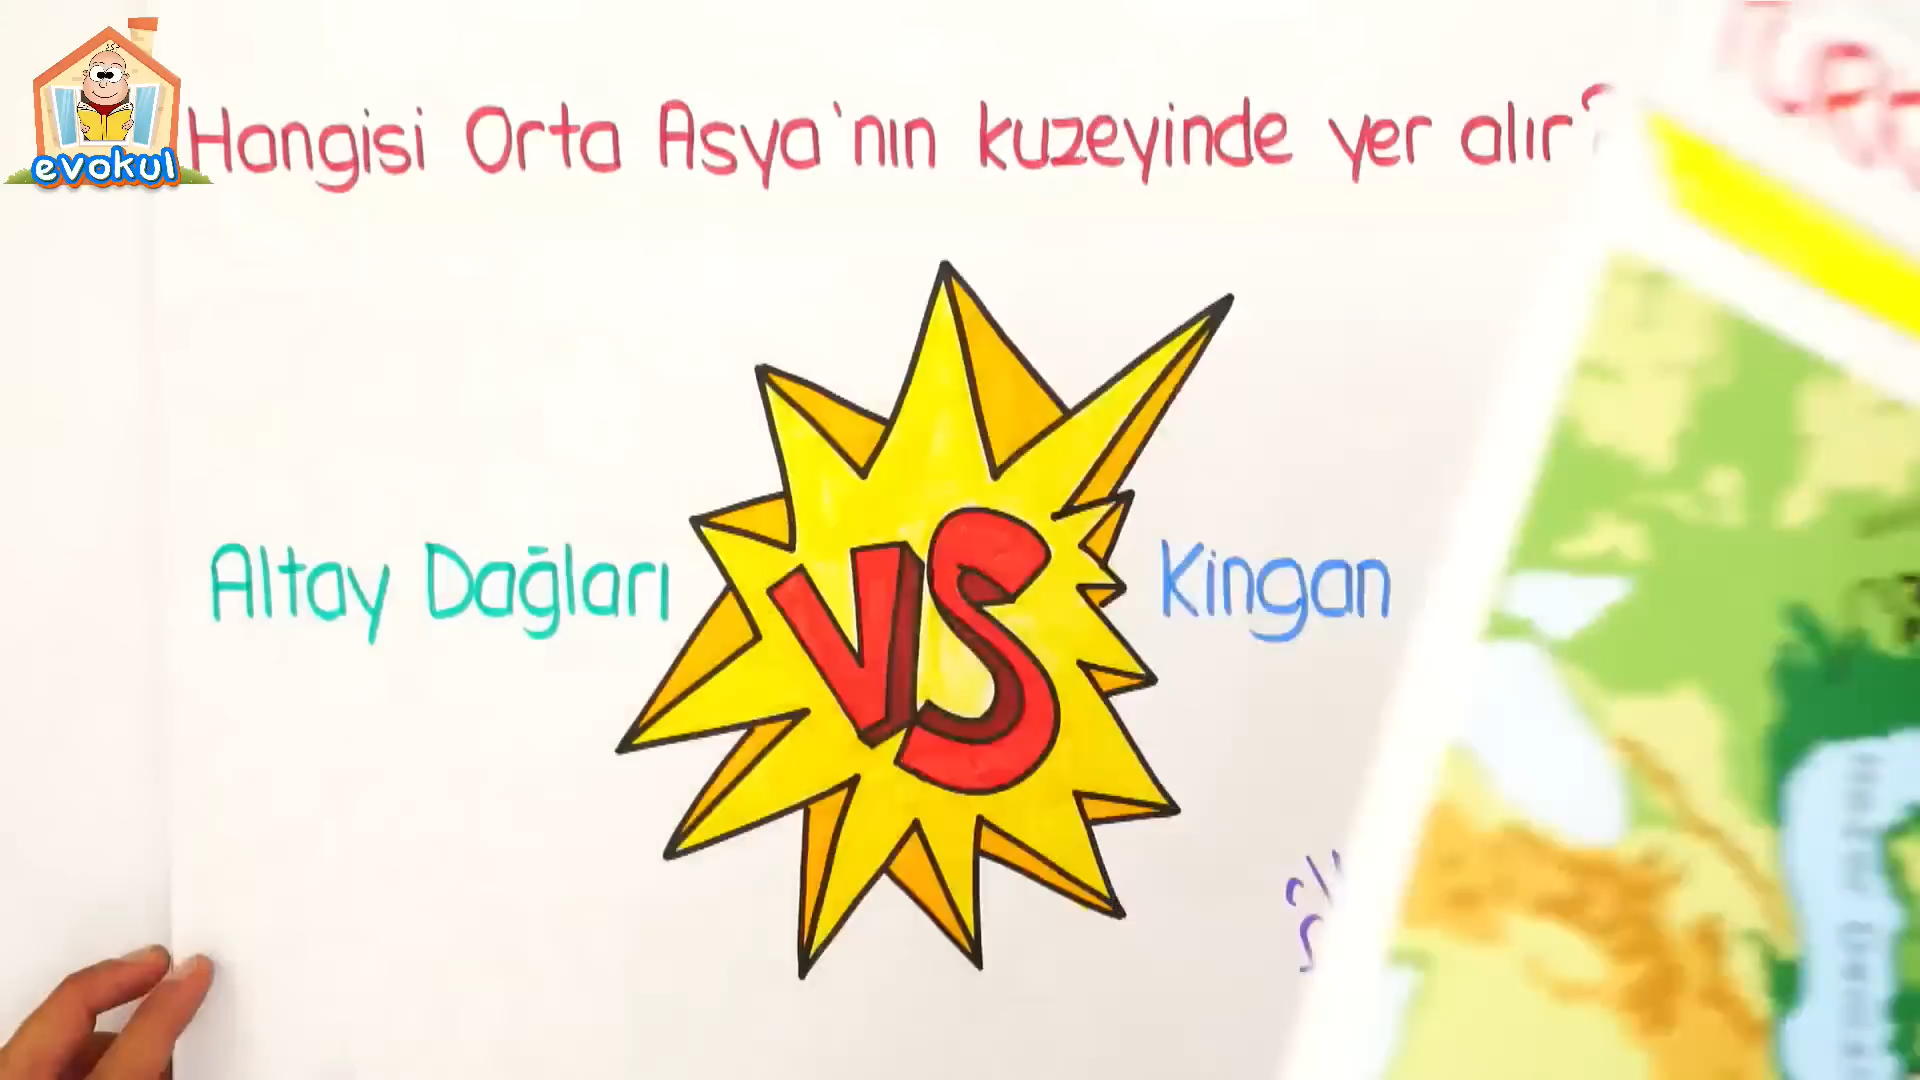 evokul
Hangisi Orta Asya'nın kuzeyinde yer alır?
Altay Dağları
VS
Kingan